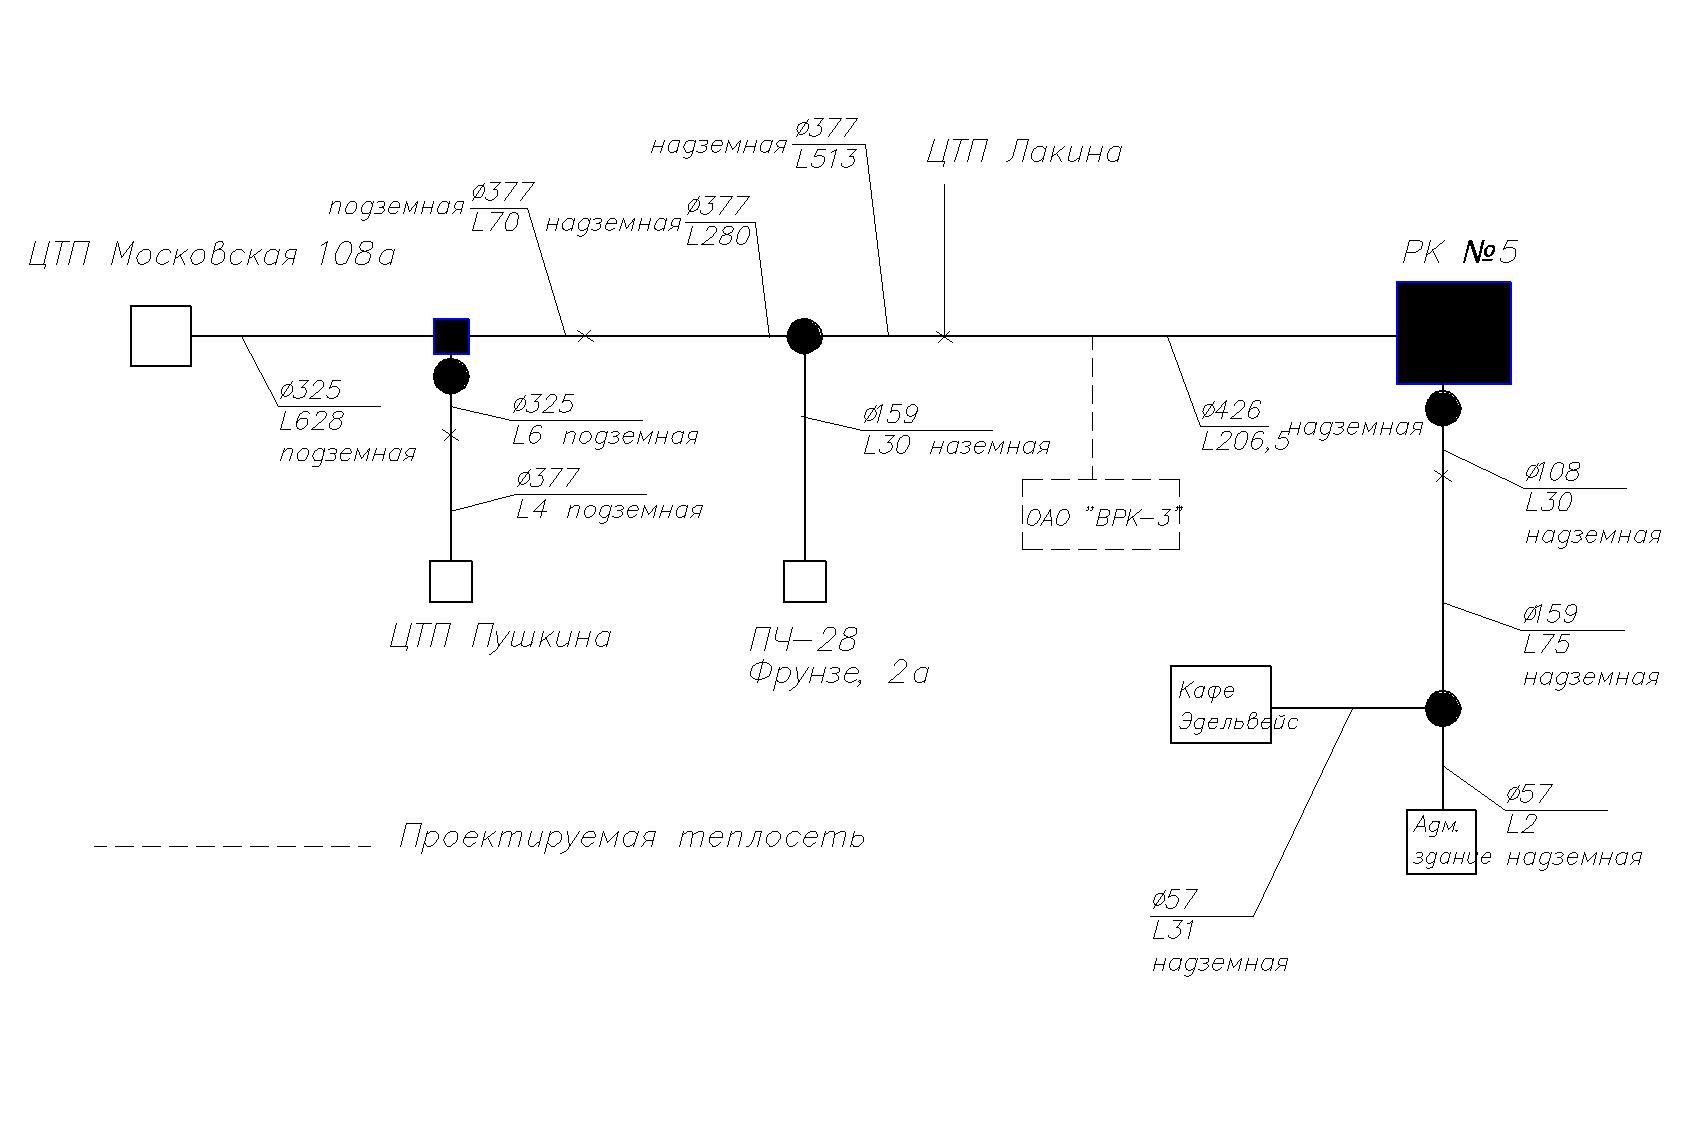 ø377
надземная
L513
ЦТП Лакина
ø377
подземная
L70
ø377
надземная
L280
ЦТП Московская 108а
РК №5
ø325
L628
подземная
ø325
L6 подземная
ø377
L4 подземная
ø159
L30 наземная
ø426
L206,5
надземная
ОАО "ВРК-3"
ø108
L30
надземная
ø159
L75
надземная
ЦТП Пушкина
ПЧ-28
Фрунзе, 2а
Кафе
Эдельвейс
ø57
L2
надземная
Адм.
здание
Проектируемая теплосеть
ø57
L31
надземная